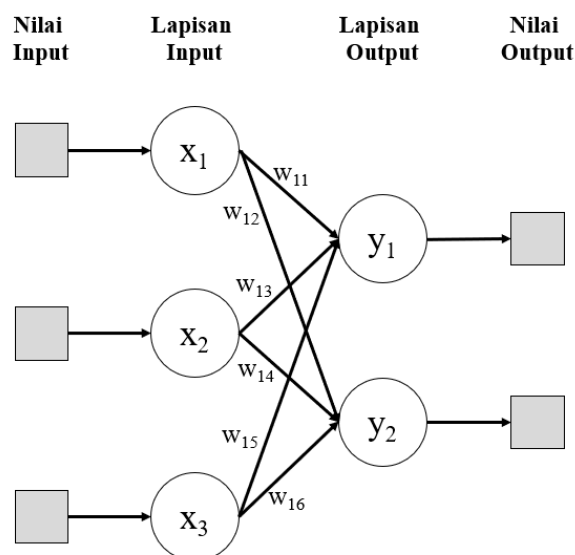 Nilai Input
Lapisan Input
Lapisan Output
Nilai Output
x1
w11
w12
y1
w13
x2
w14
y2
w15
w16
x3